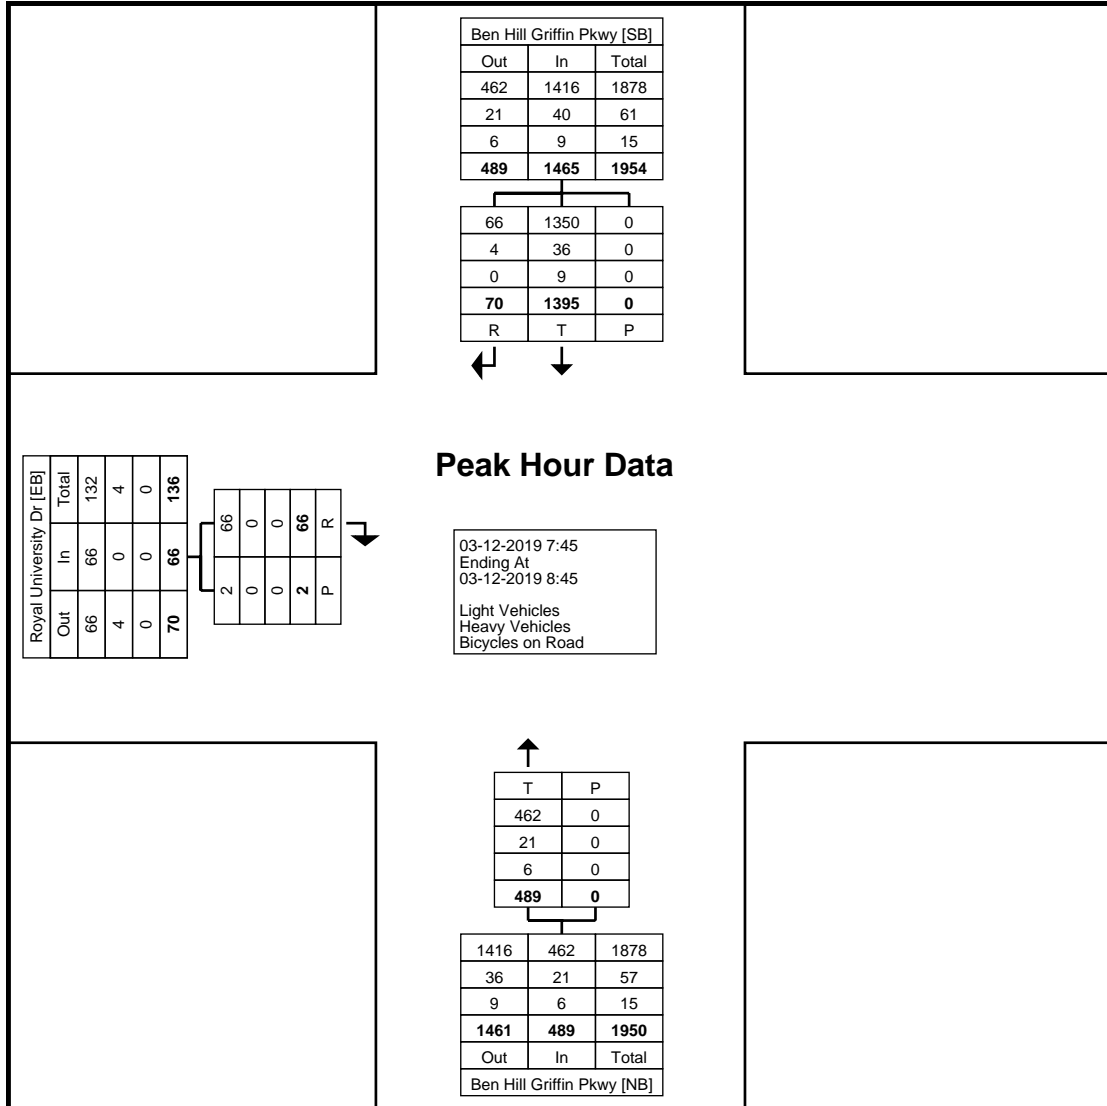 Ben Hill Griffin Pkwy [SB]
Out In Total
462 1416 1878
21 40 61
6 9 15
489 1465 1954
66 1350 0
4 36 0
0 9 0
70 1395 0
R T P
Peak Hour Data
Royal University Dr [EB]
Out In Total
66 66 132
4 0 4
0 0 0
70 66 136
2 66
0 0
0 0
2 66
P R
03-12-2019 7:45
Ending At
03-12-2019 8:45
Light Vehicles
Heavy Vehicles
Bicycles on Road
T P
462 0
21 0
6 0
489 0
1416 462 1878
36 21 57
9 6 15
1461 489 1950
Out In Total
Ben Hill Griffin Pkwy [NB]